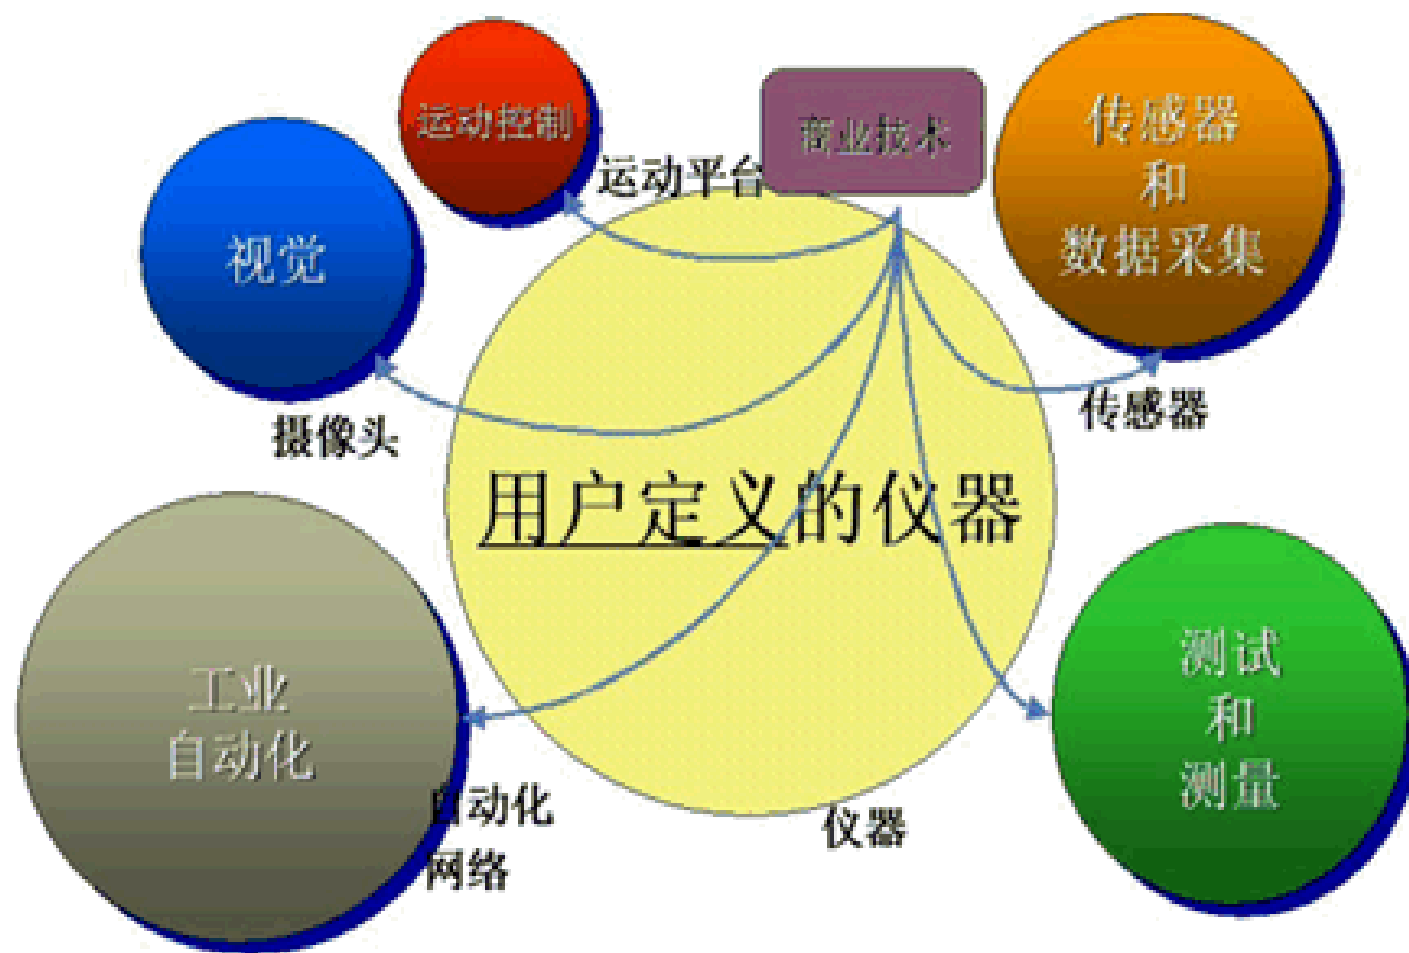 运动控制
商业技术
传感器
和
数据采集
运动平台
视觉
摄像头
传感器
用户定义的仪器
工业
自动化
测试
和
测量
自动化
网络
仪器